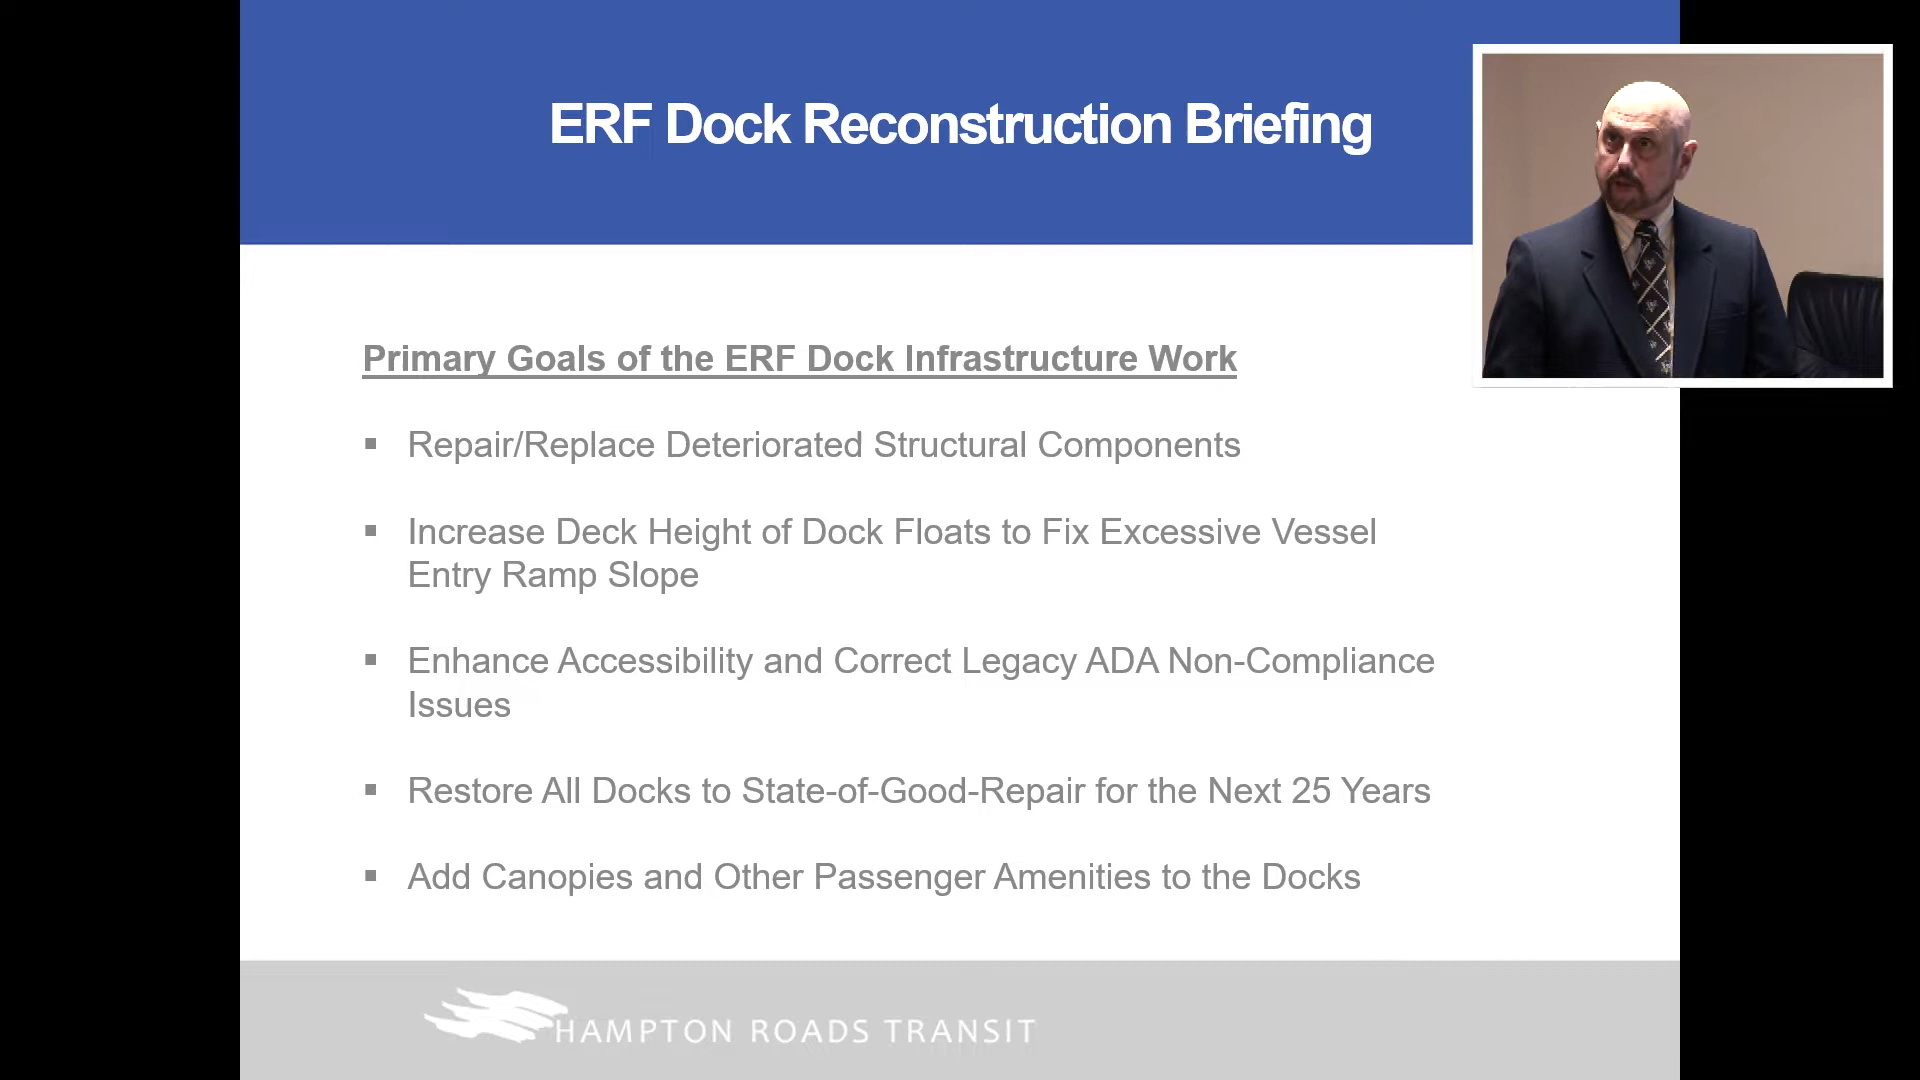 ERF Dock Reconstruction Briefing
Primary Goals of the ERF Dock Infrastructure Work
▪ Repair/Replace Deteriorated Structural Components
▪ Increase Deck Height of Dock Floats to Fix Excessive Vessel
Entry Ramp Slope
▪ Enhance Accessibility and Correct Legacy ADA Non-Compliance
Issues
▪ Restore All Docks to State-of-Good-Repair for the Next 25 Years
▪ Add Canopies and Other Passenger Amenities to the Docks
HAMPTON ROADS TRANSIT